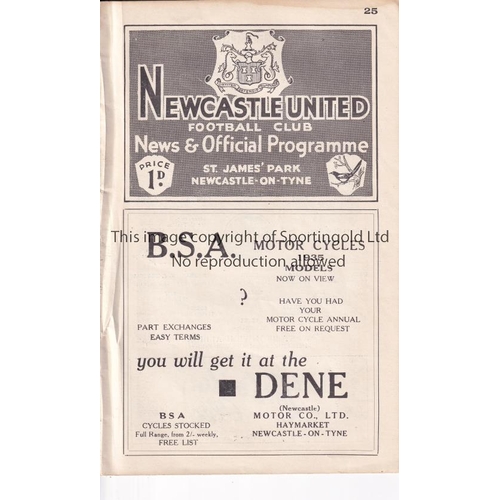 25
NEWCASTLE UNITED
FOOTBALL CLUB
News & Official Programme
PRICE
1D.
ST. JAMES' PARK
NEWCASTLE-ON-TYNE
This image copyright of Sportingold Ltd
No reproduction allowed
B.S.A. MOTOR CYCLES
1935
MODELS
NOW ON VIEW
?
HAVE YOU HAD
YOUR
MOTOR CYCLE ANNUAL
FREE ON REQUEST
PART EXCHANGES
EASY TERMS
you will get it at the
DENE
(Newcastle)
MOTOR CO., LTD.
HAYMARKET
NEWCASTLE-ON-TYNE
BSA
CYCLES STOCKED
Full Range, from 2/- weekly,
FREE LIST